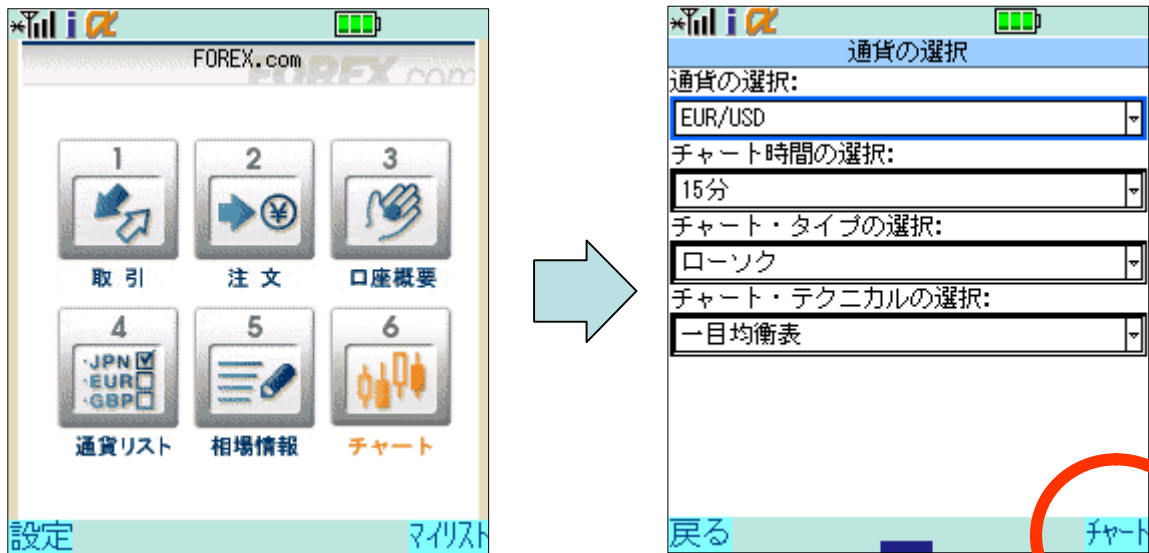 i α
FOREX.com
FOREX.com
1
2
3
取引
注文
口座概要
4
5
6
・JPN
・EUR
・GBP
通貨リスト
相場情報
チャート
設定
マイリスト
i α
通貨の選択
通貨の選択:
EUR/USD
チャート時間の選択:
15分
チャート・タイプの選択:
ローソク
チャート・テクニカルの選択:
一目均衡表
戻る
チャート